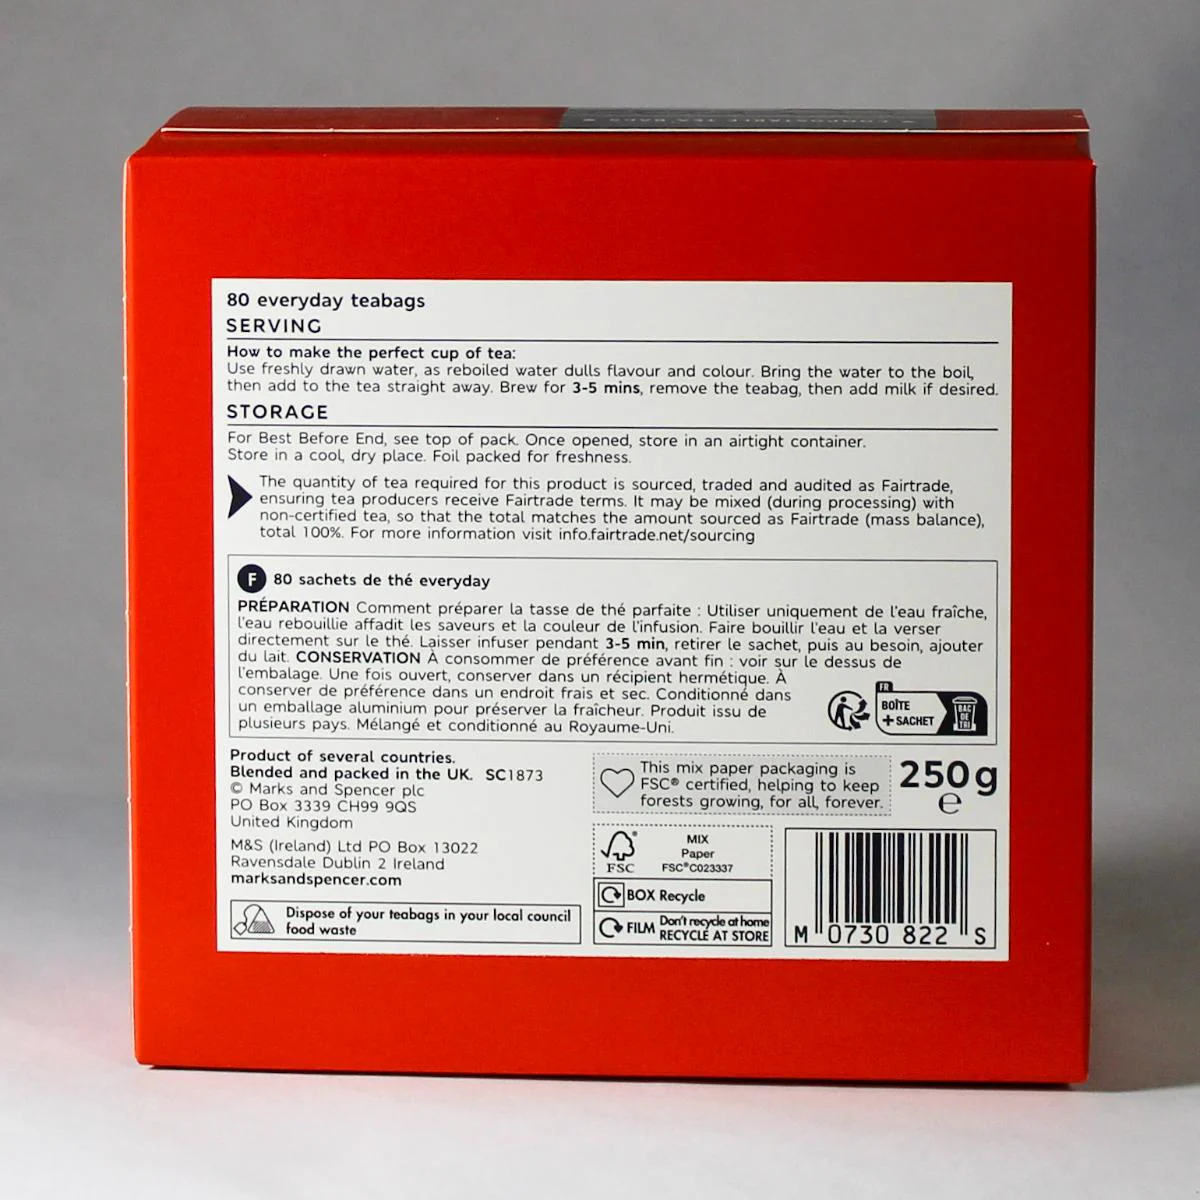 COMPOSTABLE TEA BAGS
80 everyday teabags
SERVING
How to make the perfect cup of tea:
Use freshly drawn water, as reboiled water dulls flavour and colour. Bring the water to the boil,
then add to the tea straight away. Brew for 3-5 mins, remove the teabag, then add milk if desired.
STORAGE
For Best Before End, see top of pack. Once opened, store in an airtight container.
Store in a cool, dry place. Foil packed for freshness.
The quantity of tea required for this product is sourced, traded and audited as Fairtrade,
ensuring tea producers receive Fairtrade terms. It may be mixed (during processing) with
non-certified tea, so that the total matches the amount sourced as Fairtrade (mass balance),
total 100%. For more information visit info.fairtrade.net/sourcing
F 80 sachets de thé everyday
PRÉPARATION Comment préparer la tasse de thé parfaite : Utiliser uniquement de l'eau fraîche,
l'eau rebouillie affadit les saveurs et la couleur de l'infusion. Faire bouillir l'eau et la verser
directement sur le thé. Laisser infuser pendant 3-5 min, retirer le sachet, puis au besoin, ajouter
du lait. CONSERVATION À consommer de préférence avant fin : voir sur le dessus de
l'embalage. Une fois ouvert, conserver dans un récipient hermétique. À
conserver de préférence dans un endroit frais et sec. Conditionné dans
un emballage aluminium pour préserver la fraîcheur. Produit issu de
plusieurs pays. Mélangé et conditionné au Royaume-Uni.
FR
BOÎTE
+ SACHET
BAC
DE
TRI
Product of several countries.
Blended and packed in the UK. SC1873
© Marks and Spencer plc
PO Box 3339 CH99 9QS
United Kingdom
M&S (Ireland) Ltd PO Box 13022
Ravensdale Dublin 2 Ireland
marksandspencer.com
Dispose of your teabags in your local council
food waste
This mix paper packaging is
FSC® certified, helping to keep
forests growing, for all, forever.
250g
e
FSC
MIX
Paper
FSC®C023337
BOX Recycle
FILM Don't recycle at home
RECYCLE AT STORE
M 0730 822 S